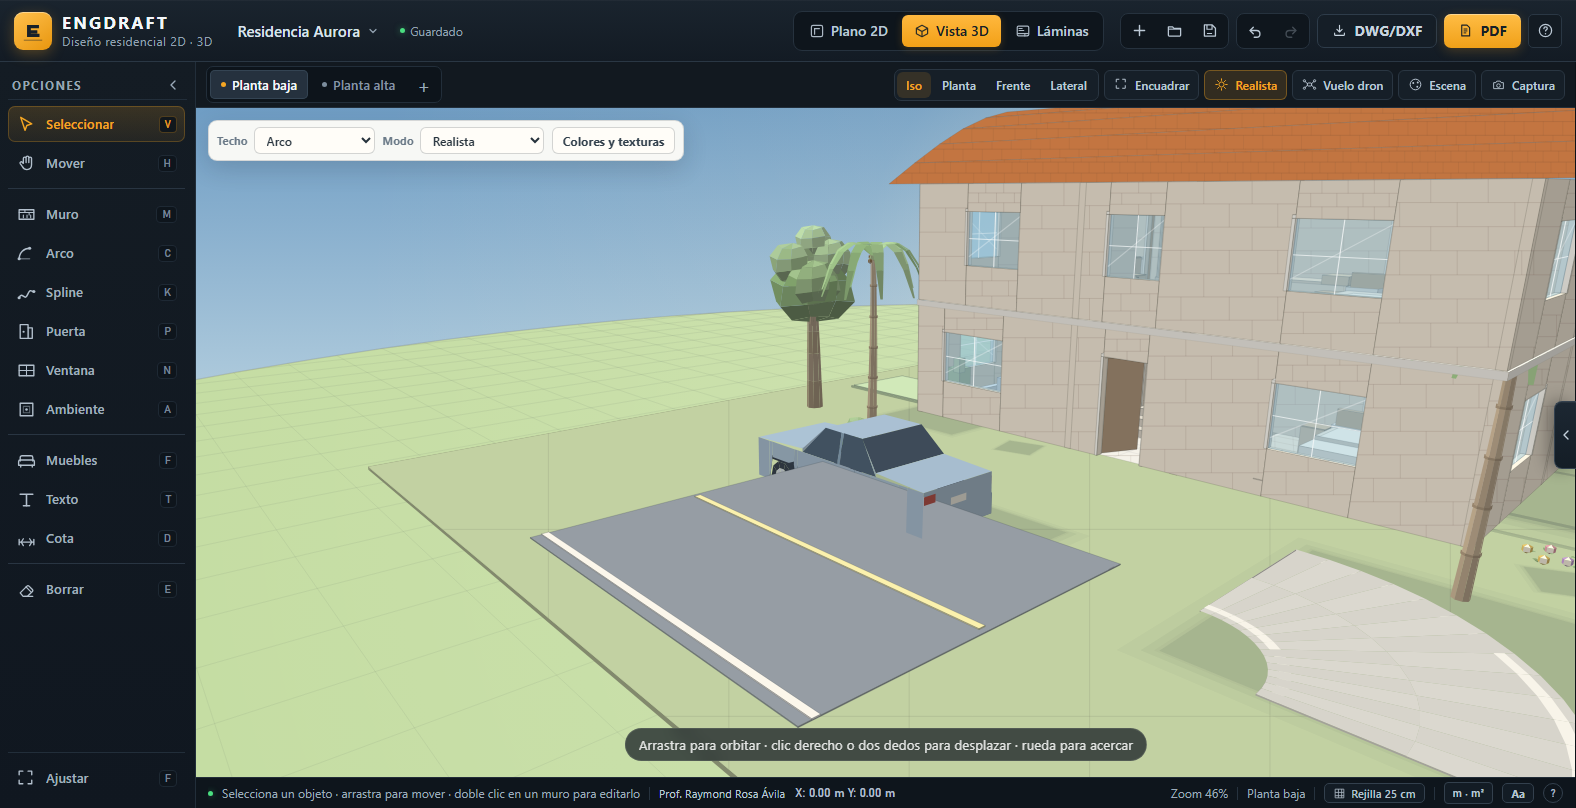 ENGDRAFT
Diseño residencial 2D · 3D
Residencia Aurora
Guardado
Plano 2D
Vista 3D
Láminas
DWG/DXF
PDF
OPCIONES
Seleccionar V
Mover H
Muro M
Arco C
Spline K
Puerta P
Ventana N
Ambiente A
Muebles F
Texto T
Cota D
Borrar E
Ajustar F
Planta baja
Planta alta
+
Iso
Planta
Frente
Lateral
Encuadrar
Realista
Vuelo dron
Escena
Captura
Techo Arco Modo Realista Colores y texturas
Arrastra para orbitar · clic derecho o dos dedos para desplazar · rueda para acercar
Selecciona un objeto · arrastra para mover · doble clic en un muro para editarlo
Prof. Raymond Rosa Ávila
X: 0.00 m Y: 0.00 m
Zoom 46%
Planta baja
Rejilla 25 cm
m · m²
Aa
?